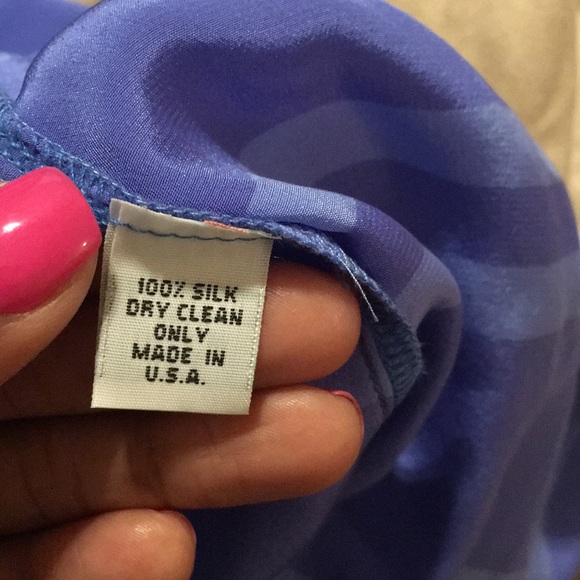 100% SILK
DRY CLEAN
ONLY
MADE IN
U.S.A.